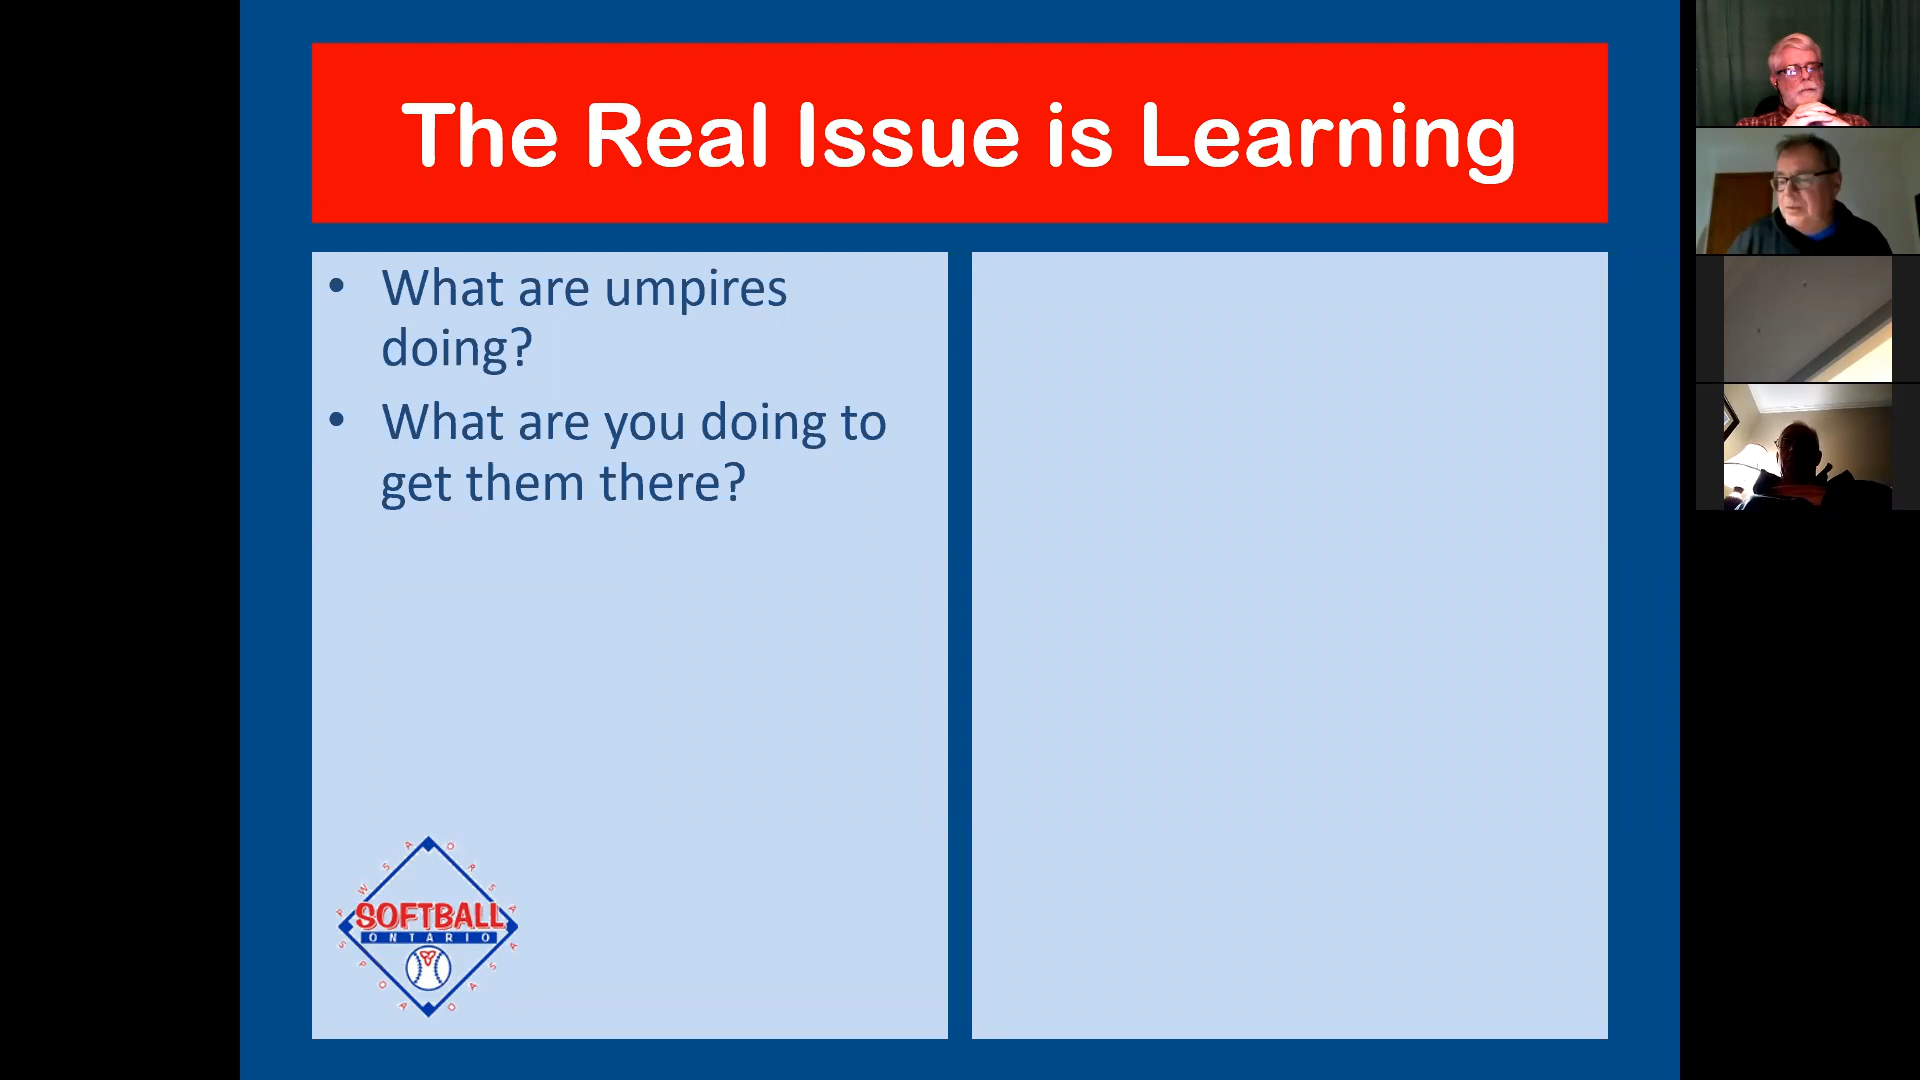 The Real Issue is Learning
• What are umpires
doing?
• What are you doing to
get them there?
SOFTBALL
ONTARIO